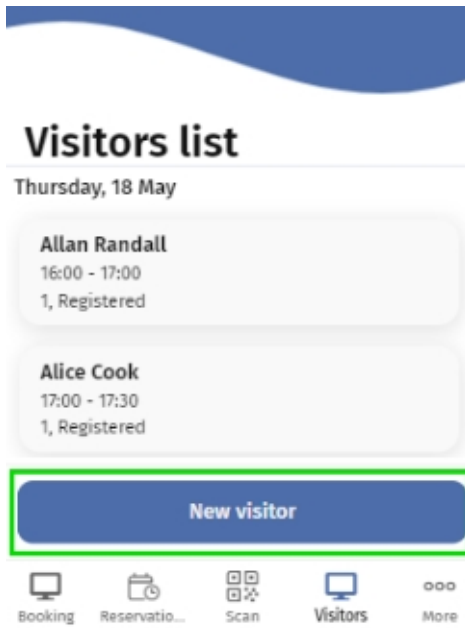 Visitors list
Thursday, 18 May
Allan Randall
16:00 - 17:00
1, Registered
Alice Cook
17:00 - 17:30
1, Registered
New visitor
Booking Reservatio... Scan Visitors More